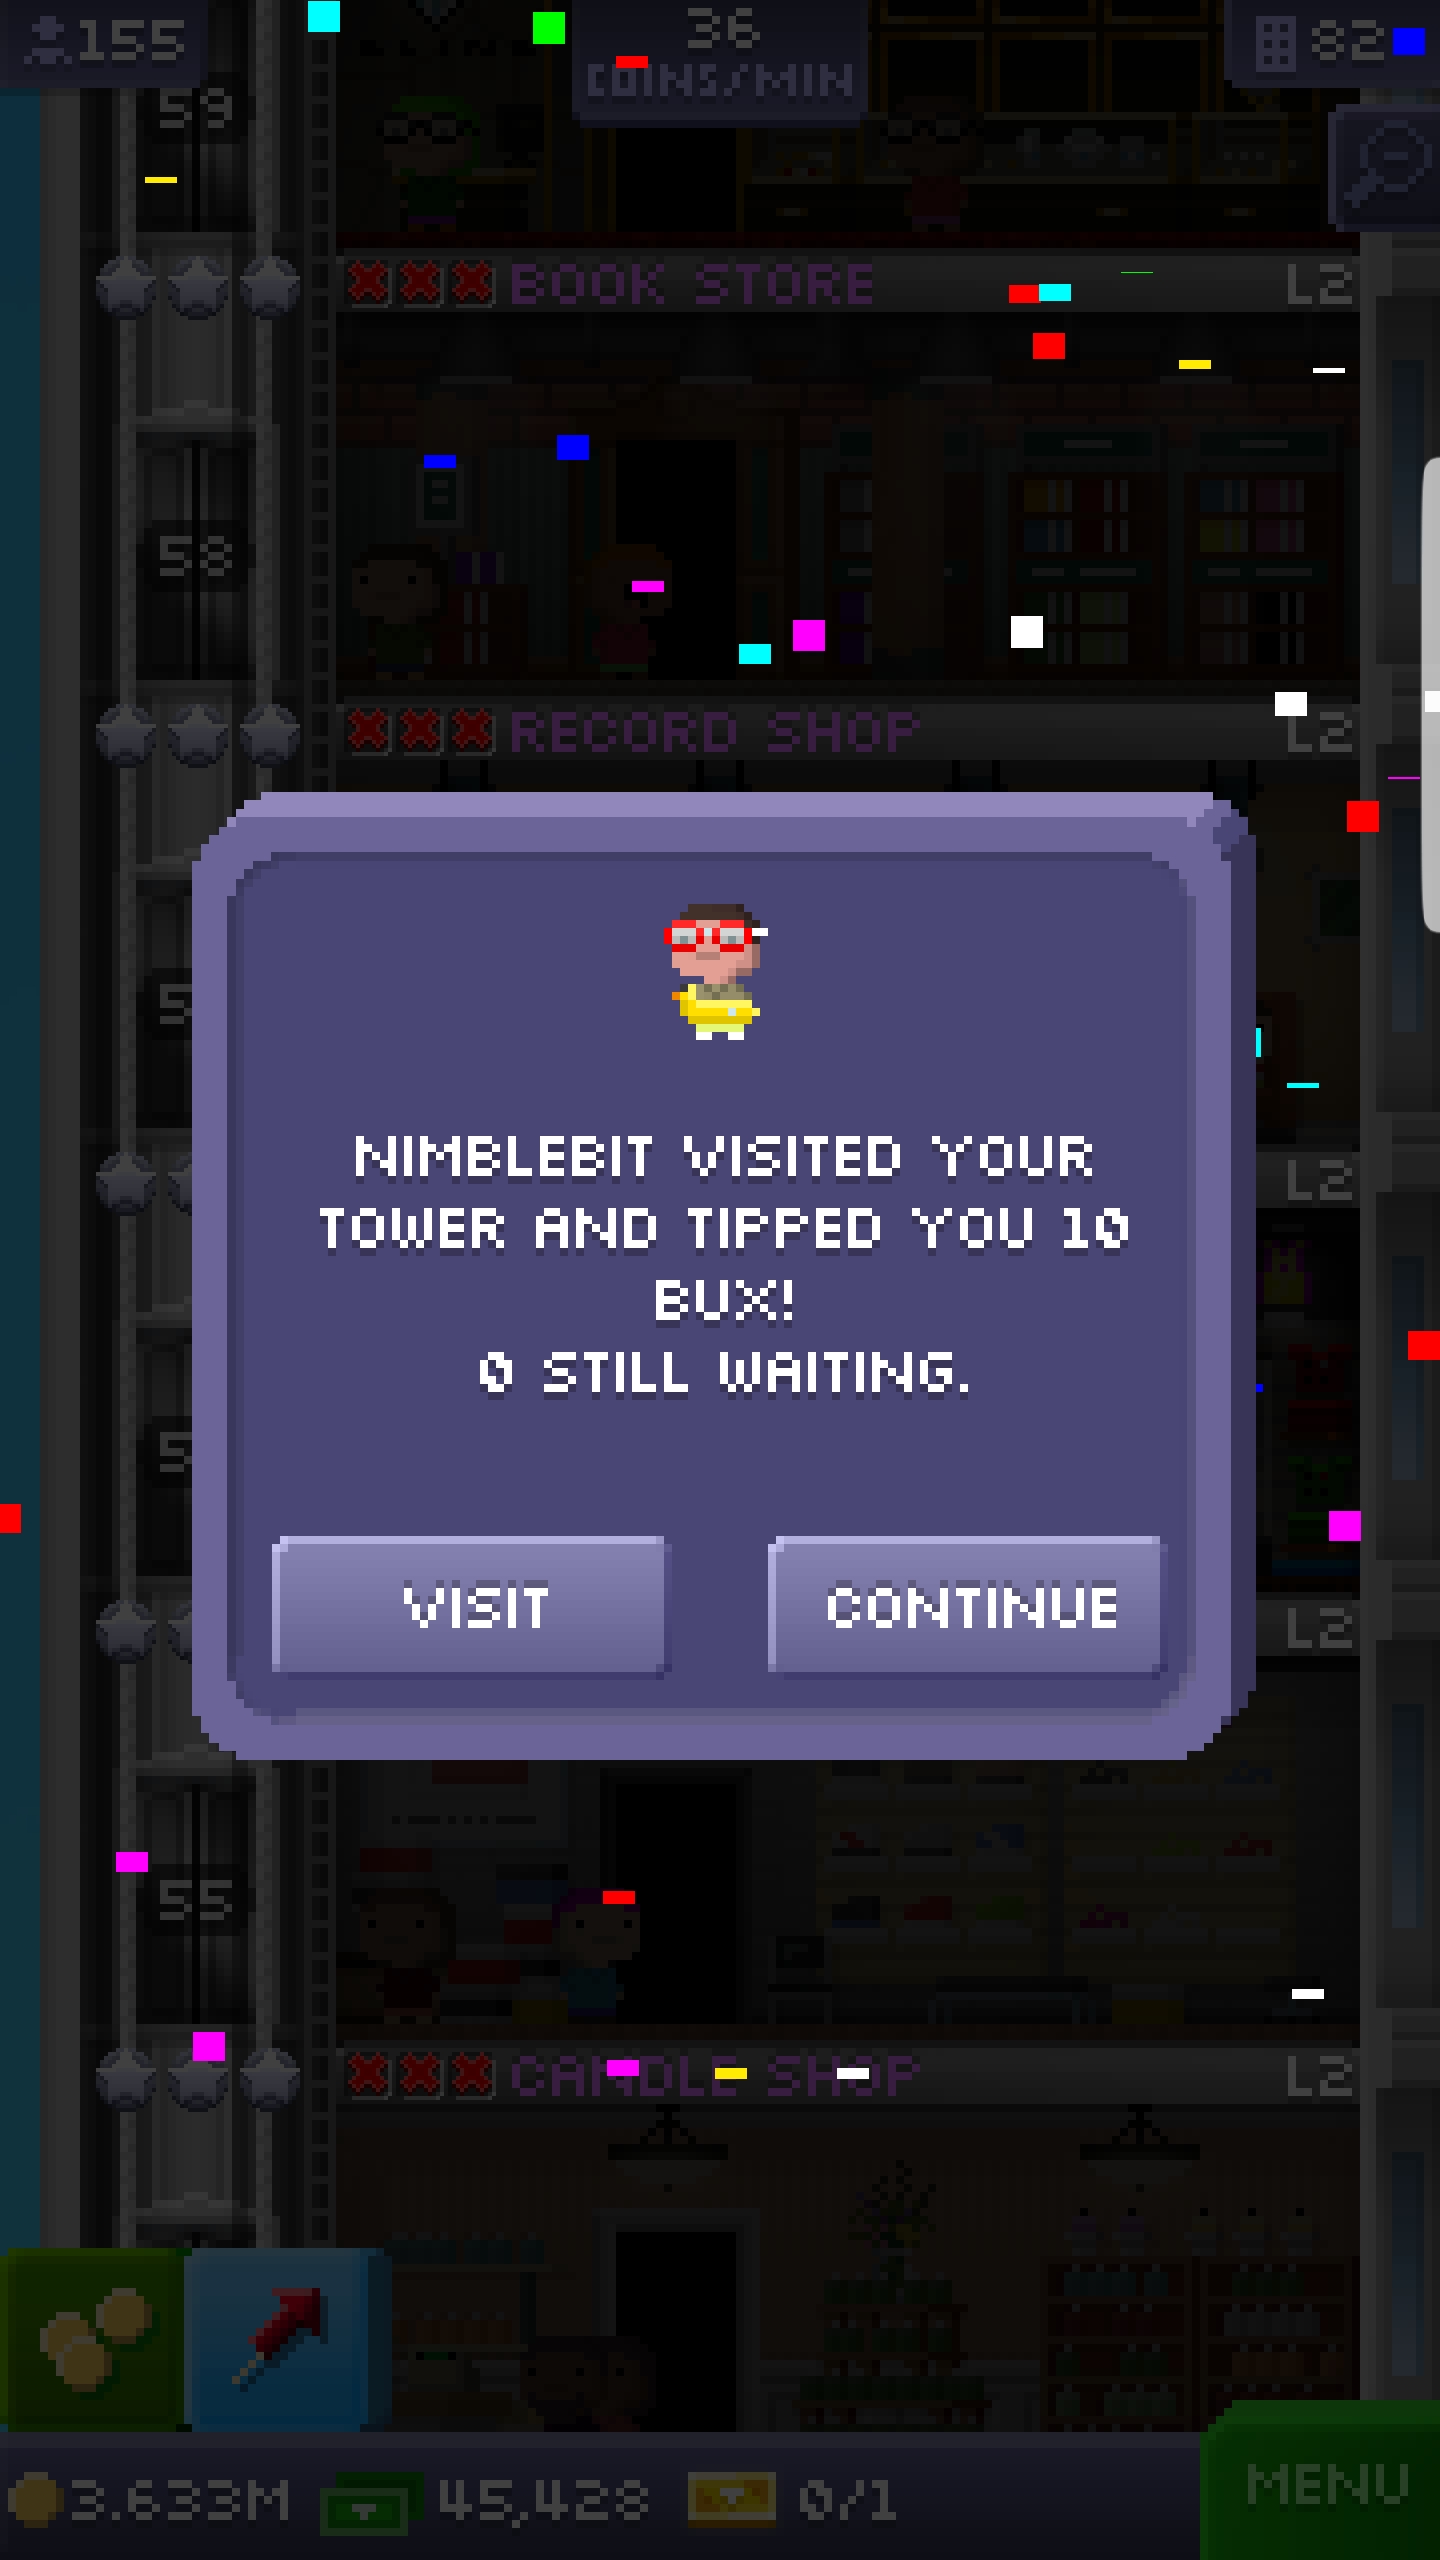 155
36
COINS/MIN
82
59
BOOK STORE
L2
58
RECORD SHOP
L2
L2
NIMBLEBIT VISITED YOUR
TOWER AND TIPPED YOU 10
BUX!
0 STILL WAITING.
VISIT
CONTINUE
L2
55
CANDLE SHOP
L2
3.633M
45,428
0/1
MENU